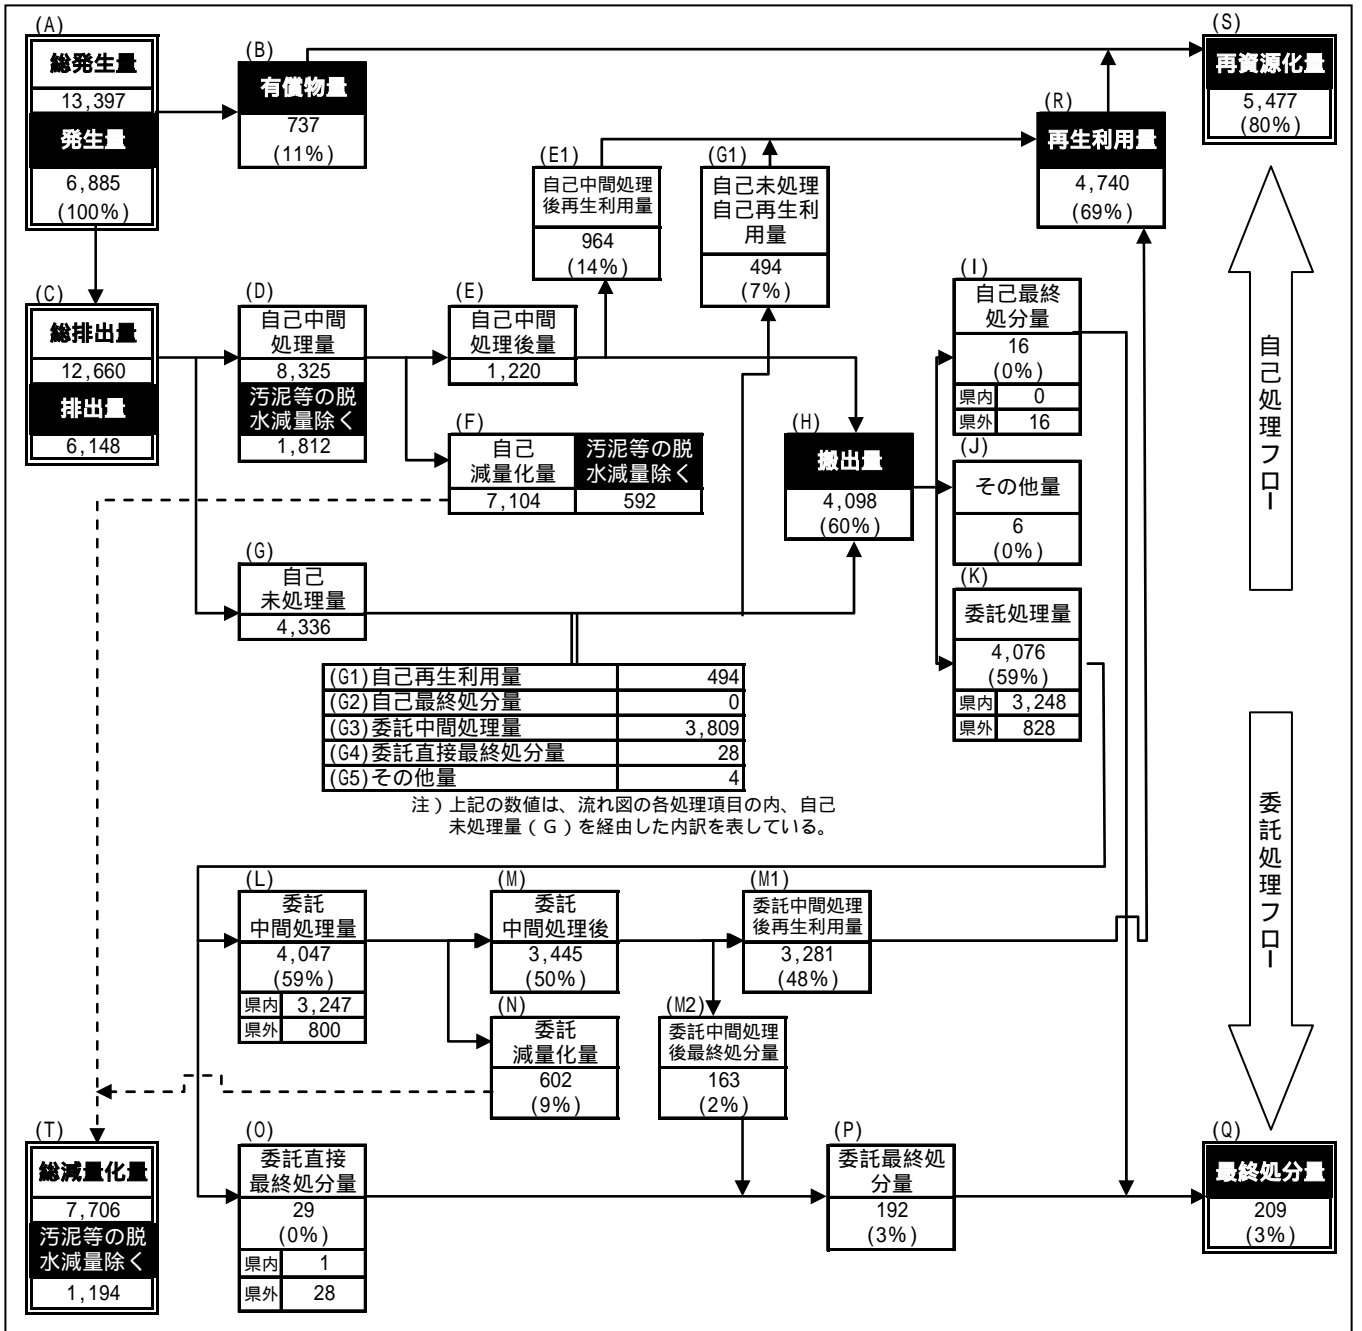 (A)
総発生量
13,397
発生量
6,885
(100%)
(B)
有償物量
737
(11%)
(S)
再資源化量
5,477
(80%)
(R)
再生利用量
4,740
(69%)
(E1)
自己中間処理
後再生利用量
964
(14%)
(G1)
自己未処理
自己再生利
用量
494
(7%)
(C)
総排出量
12,660
排出量
6,148
(D)
自己中間
処理量
8,325
汚泥等の脱
水減量除く
1,812
(E)
自己中間
処理後量
1,220
(F)
自己
減量化量
7,104
汚泥等の脱
水減量除く
592
(G)
自己
未処理量
4,336
(H)
搬出量
4,098
(60%)
(I)
自己最終
処分量
16
(0%)
県内 0
県外 16
(J)
その他量
6
(0%)
(K)
委託処理量
4,076
(59%)
県内 3,248
県外 828
自己処理フロー
(G1)自己再生利用量 494
(G2)自己最終処分量 0
(G3)委託中間処理量 3,809
(G4)委託直接最終処分量 28
(G5)その他量 4
注）上記の数値は、流れ図の各処理項目の内、自己
未処理量（G）を経由した内訳を表している。
委託処理フロー
(L)
委託
中間処理量
4,047
(59%)
県内 3,247
県外 800
(M)
委託
中間処理後
3,445
(50%)
(M1)
委託中間処理
後再生利用量
3,281
(48%)
(N)
委託
減量化量
602
(9%)
(M2)
委託中間処理
後最終処分量
163
(2%)
(T)
総減量化量
7,706
汚泥等の脱
水減量除く
1,194
(O)
委託直接
最終処分量
29
(0%)
県内 1
県外 28
(P)
委託最終処
分量
192
(3%)
(Q)
最終処分量
209
(3%)